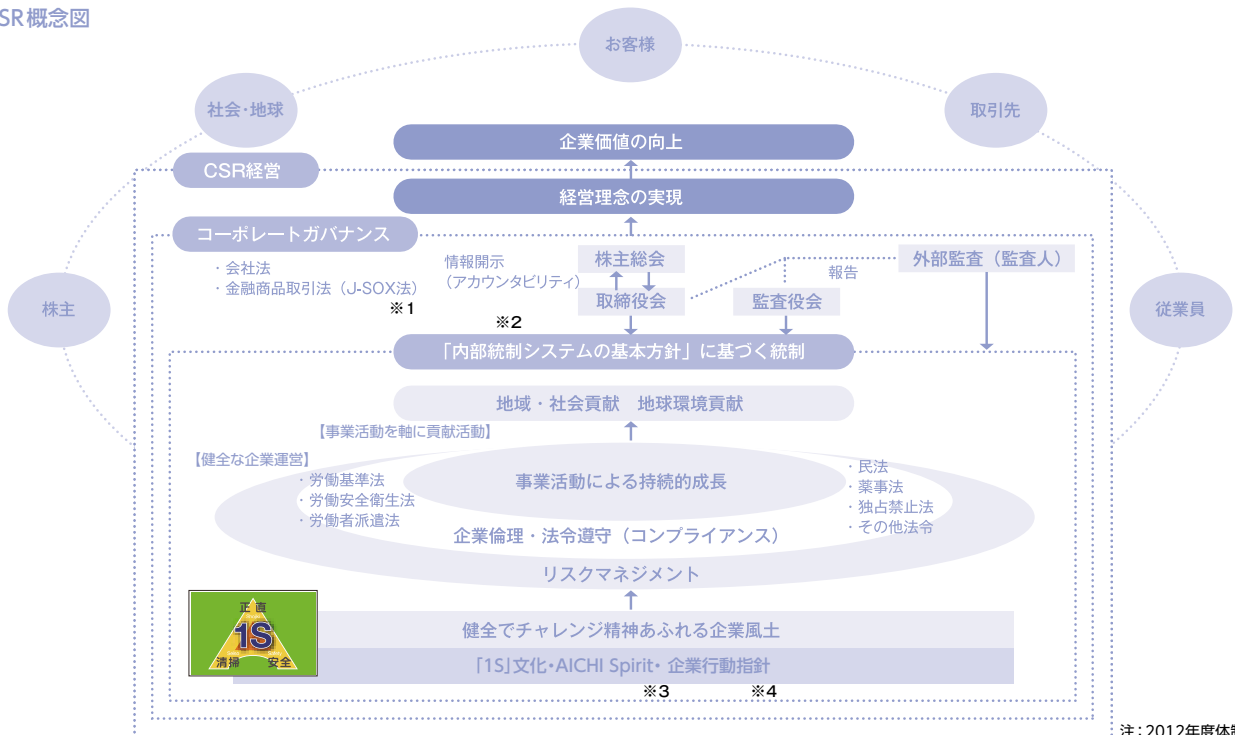 SR概念図
お客様
社会・地球
取引先
企業価値の向上
CSR経営
経営理念の実現
コーポレートガバナンス
・会社法
・金融商品取引法（J-SOX法）
※1
情報開示
（アカウンタビリティ）
※2
株主総会
取締役会
監査役会
報告
外部監査（監査人）
株主
従業員
「内部統制システムの基本方針」に基づく統制
地域・社会貢献　地球環境貢献
【事業活動を軸に貢献活動】
【健全な企業運営】
・労働基準法
・労働安全衛生法
・労働者派遣法
事業活動による持続的成長
・民法
・薬事法
・独占禁止法
・その他法令
企業倫理・法令遵守（コンプライアンス）
リスクマネジメント
正直
1S
清掃
安全
健全でチャレンジ精神あふれる企業風土
「1S」文化・AICHI Spirit・ 企業行動指針
※3
※4
注：2012年度体制